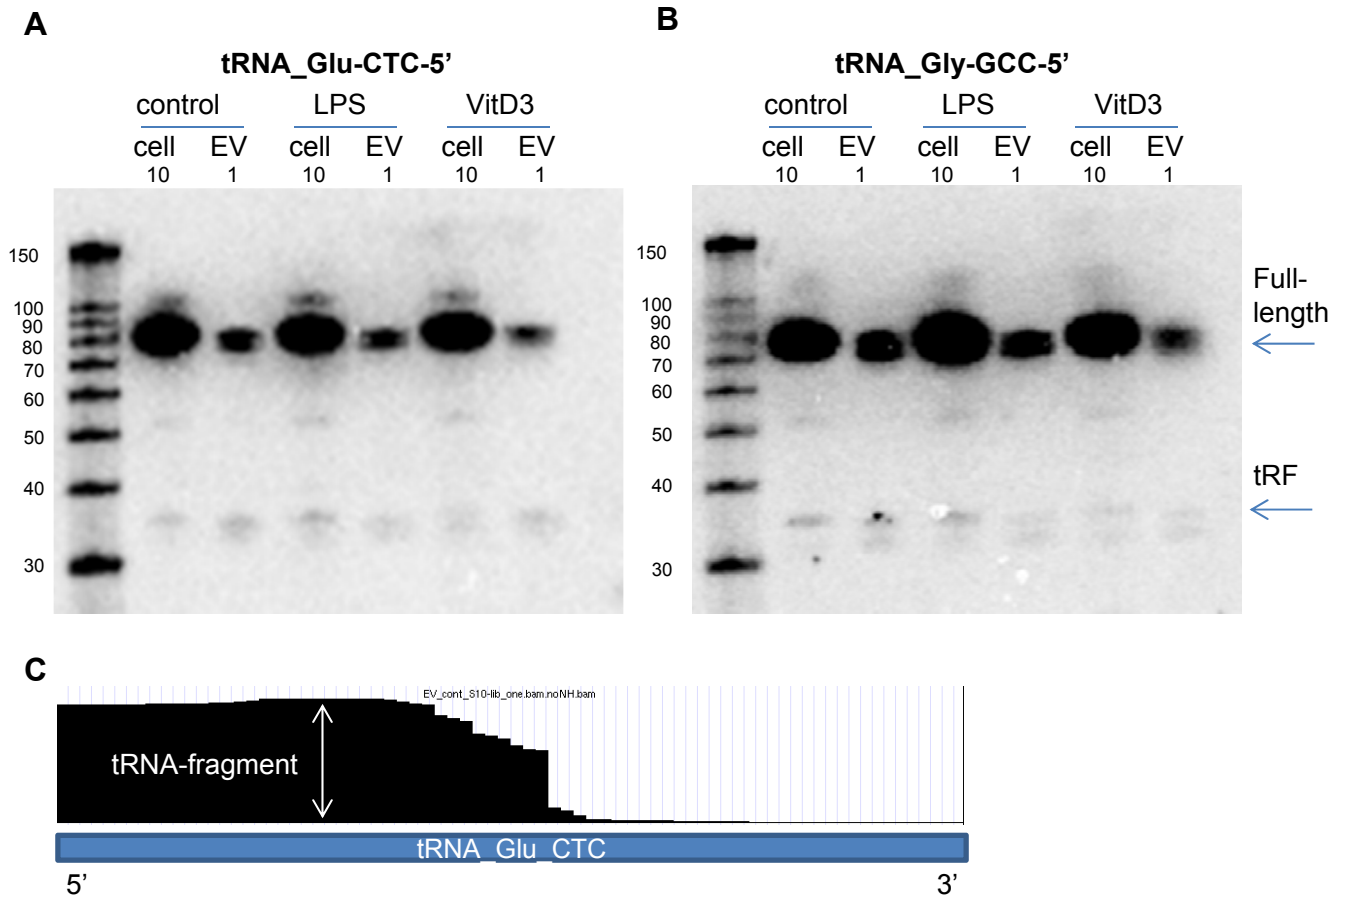 A
tRNA_Glu-CTC-5’
control LPS VitD3
cell EV cell EV cell EV
10 1 10 1 10 1
150
100
90
80
70
60
50
40
30
B
tRNA_Gly-GCC-5’
control LPS VitD3
cell EV cell EV cell EV
10 1 10 1 10 1
150
100
90
80
70
60
50
40
30
Full-
length
tRF
C
EV_cont_S10-lib_one.bam.noNH.bam
tRNA-fragment
tRNA_Glu_CTC
5’ 3’